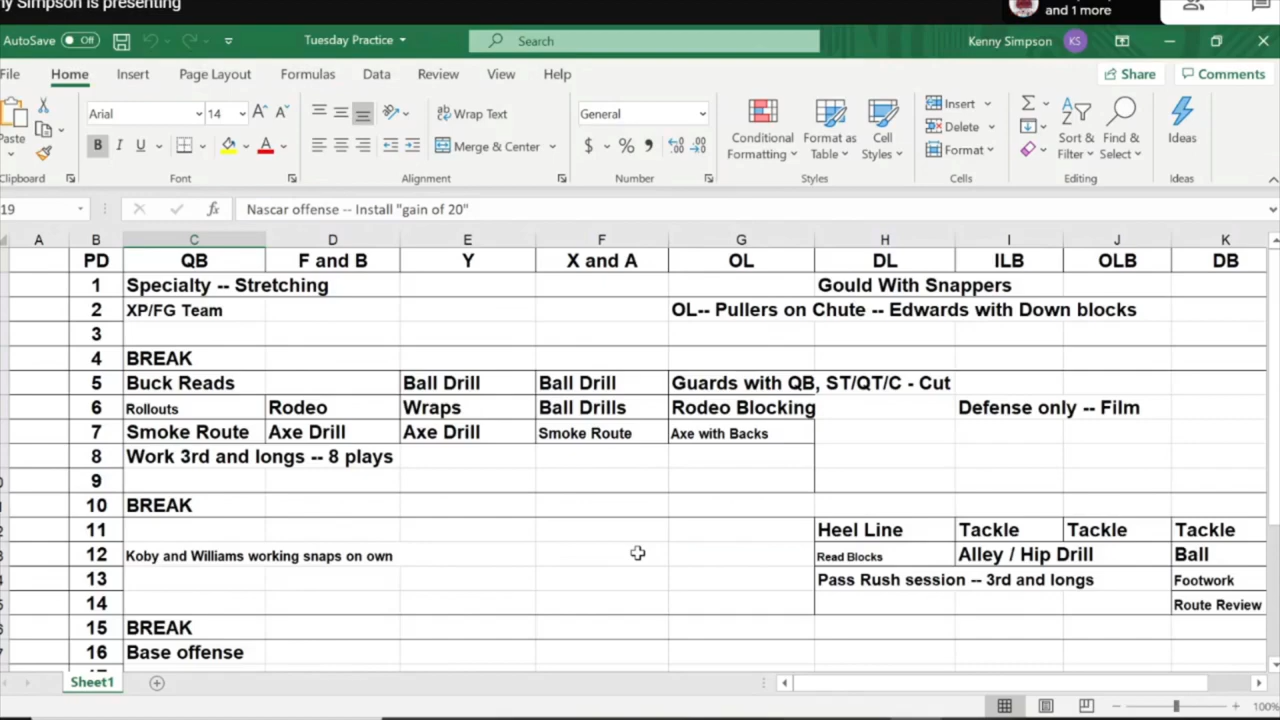 ny Simpson is presenting
and 1 more
AutoSave Off Tuesday Practice Search Kenny Simpson KS
File Home Insert Page Layout Formulas Data Review View Help Share Comments
Paste Arial 14 Wrap Text General Conditional Formatting Format as Table Cell Styles Insert Sort & Filter Find & Select Ideas
B I U Merge & Center $ % Delete
Format
Clipboard Font Alignment Number Styles Cells Editing Ideas
19 fx Nascar offense -- Install "gain of 20"
A B C D E F G H I J K
PD QB F and B Y X and A OL DL ILB OLB DB
1 Specialty -- Stretching Gould With Snappers
2 XP/FG Team OL-- Pullers on Chute -- Edwards with Down blocks
3
4 BREAK
5 Buck Reads Ball Drill Ball Drill Guards with QB, ST/QT/C - Cut
6 Rollouts Rodeo Wraps Ball Drills Rodeo Blocking Defense only -- Film
7 Smoke Route Axe Drill Axe Drill Smoke Route Axe with Backs
8 Work 3rd and longs -- 8 plays
9
10 BREAK
11 Heel Line Tackle Tackle Tackle
12 Koby and Williams working snaps on own Read Blocks Alley / Hip Drill Ball
13 Pass Rush session -- 3rd and longs Footwork
14 Route Review
15 BREAK
16 Base offense
Sheet1
100%